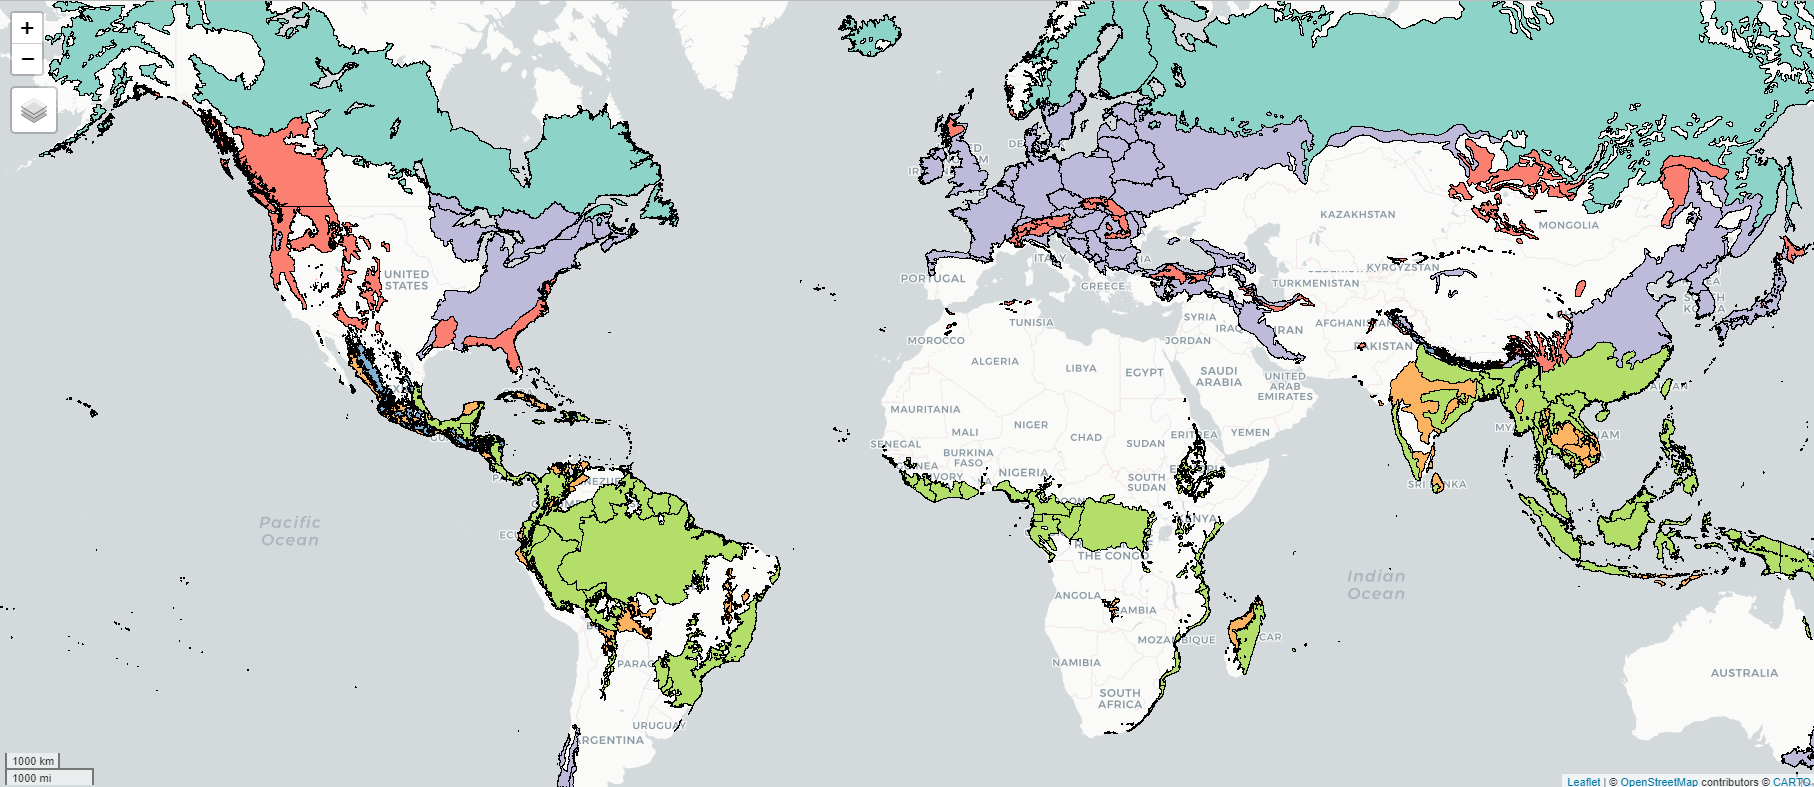 +
−
UNITED
STATES
PORTUGAL
ITALY
GREECE
KAZAKHSTAN
MONGOLIA
KYRGYZSTAN
TURKMENISTAN
SYRIA
IRAQ
IRAN
AFGHANISTAN
JORDAN
PAKISTAN
TUNISIA
MOROCCO
ALGERIA
LIBYA
EGYPT
SAUDI
ARABIA
UNITED
ARAB
EMIRATES
MAURITANIA
MALI
NIGER
CHAD
SUDAN
ERITREA
YEMEN
SENEGAL
BURKINA
FASO
NIGERIA
SOUTH
SUDAN
SRI LANKA
Pacific
Ocean
THE CONGO
Indian
Ocean
ANGOLA
MOZAMBIQUE
NAMIBIA
SOUTH
AFRICA
AUSTRALIA
URUGUAY
ARGENTINA
1000 km
1000 mi
Leaflet | © OpenStreetMap contributors © CARTO